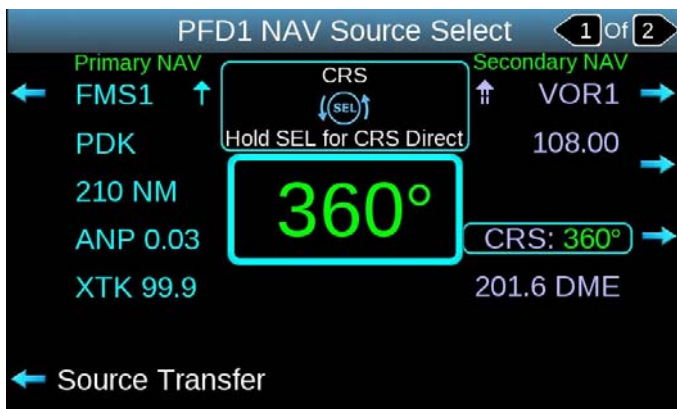 PFD1 NAV Source Select
1 Of 2
Primary NAV
FMS1
PDK
210 NM
ANP 0.03
XTK 99.9
Source Transfer
CRS
SEL
Hold SEL for CRS Direct
360°
Secondary NAV
VOR1
108.00
CRS: 360°
201.6 DME